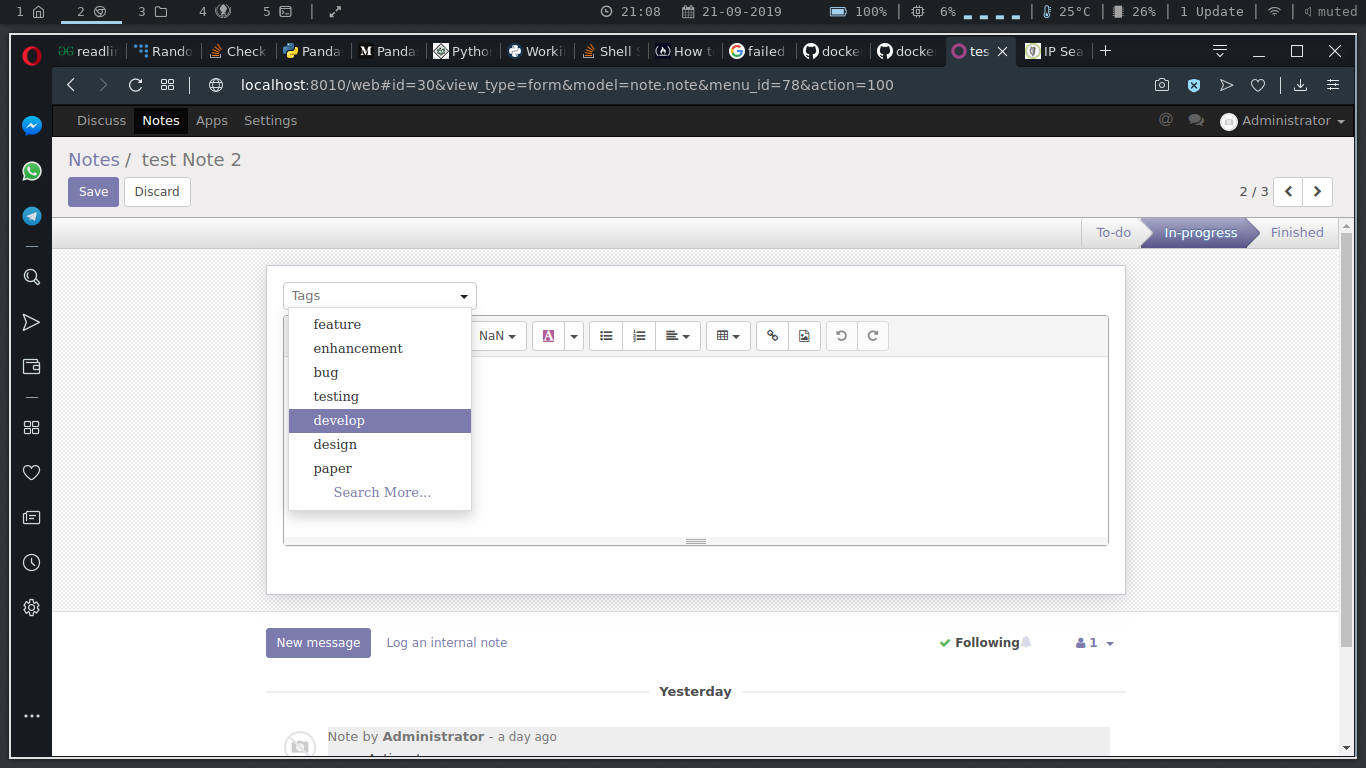 1 2 3 4 5 21:08 21-09-2019 100% 6% 25°C 26% 1 Update muted
readlin Rando Check Panda Panda Pytho Worki Shell S How to failed docke docke tes IP Sea
localhost:8010/web#id=30&view_type=form&model=note.note&menu_id=78&action=100
Discuss Notes Apps Settings @ Administrator
Notes / test Note 2
Save Discard 2 / 3
To-do In-progress Finished
Tags
feature
NaN A
enhancement
bug
testing
develop
design
paper
Search More...
New message Log an internal note Following 1
Yesterday
Note by Administrator - a day ago